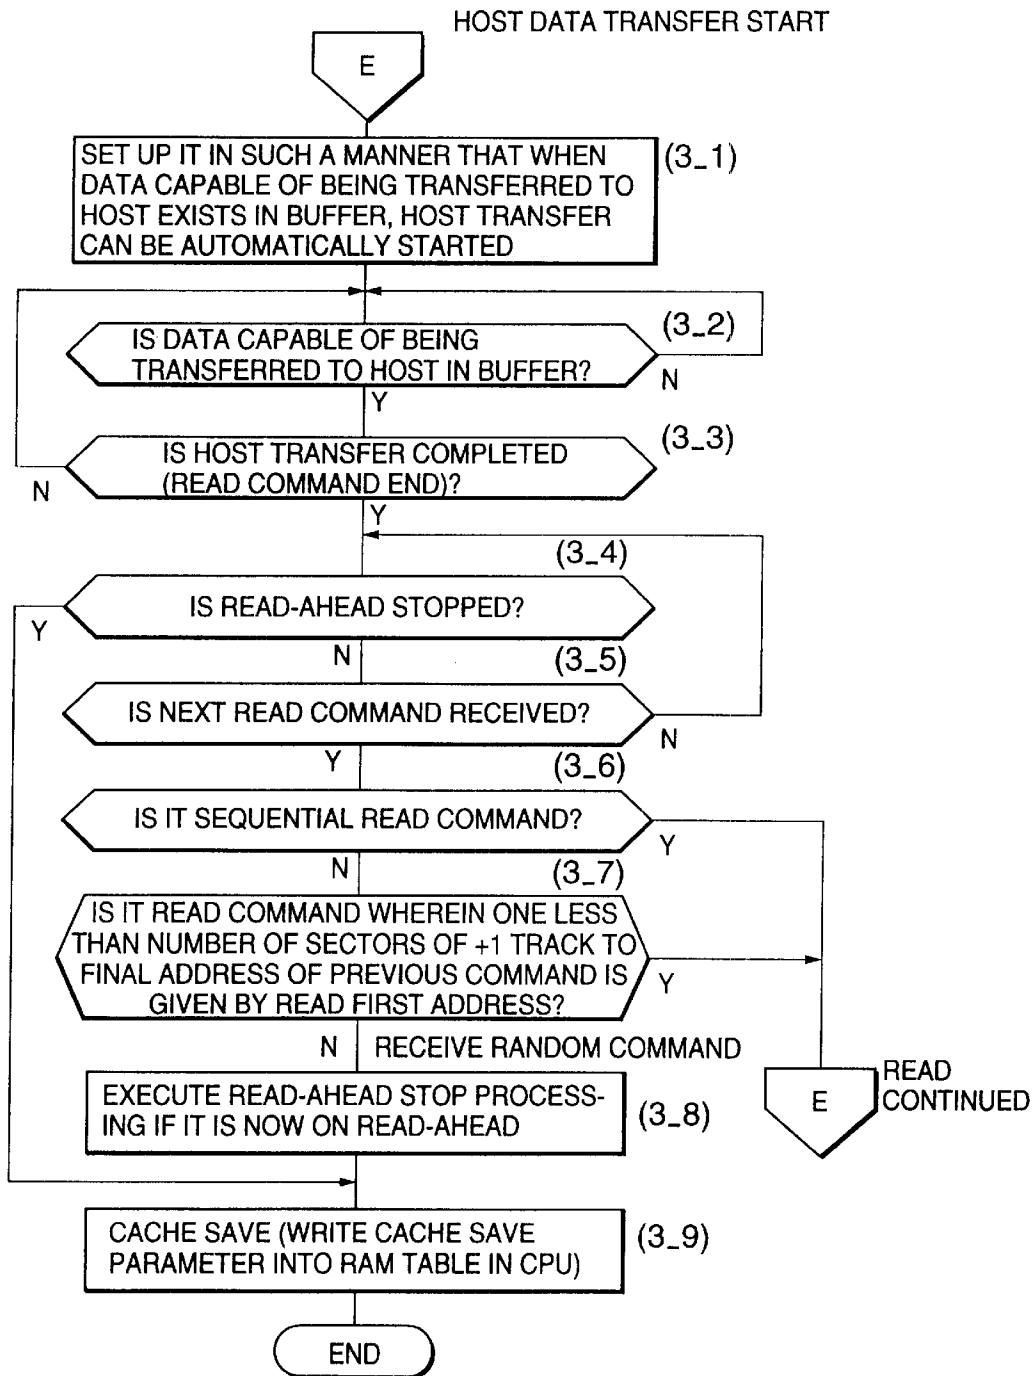 HOST DATA TRANSFER START
E
SET UP IT IN SUCH A MANNER THAT WHEN
DATA CAPABLE OF BEING TRANSFERRED TO
HOST EXISTS IN BUFFER, HOST TRANSFER
CAN BE AUTOMATICALLY STARTED
(3_1)
IS DATA CAPABLE OF BEING
TRANSFERRED TO HOST IN BUFFER?
(3_2)
N
Y
IS HOST TRANSFER COMPLETED
(READ COMMAND END)?
(3_3)
N
Y
(3_4)
IS READ-AHEAD STOPPED?
Y
N
(3_5)
IS NEXT READ COMMAND RECEIVED?
N
Y
(3_6)
IS IT SEQUENTIAL READ COMMAND?
Y
N
(3_7)
IS IT READ COMMAND WHEREIN ONE LESS
THAN NUMBER OF SECTORS OF +1 TRACK TO
FINAL ADDRESS OF PREVIOUS COMMAND IS
GIVEN BY READ FIRST ADDRESS?
Y
N
RECEIVE RANDOM COMMAND
E
READ
CONTINUED
EXECUTE READ-AHEAD STOP PROCESS-
ING IF IT IS NOW ON READ-AHEAD
(3_8)
CACHE SAVE (WRITE CACHE SAVE
PARAMETER INTO RAM TABLE IN CPU)
(3_9)
END